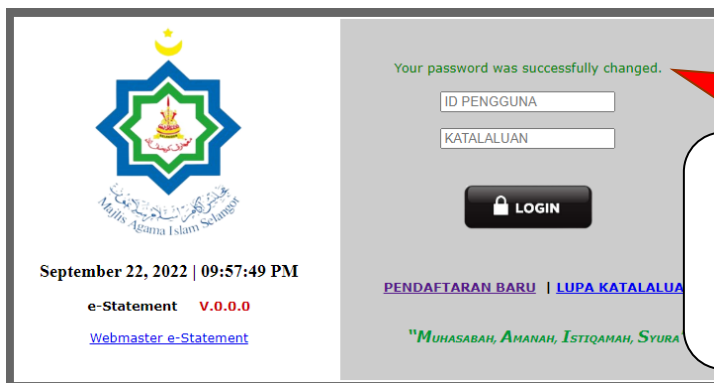 Majlis Agama Islam Selangor
September 22, 2022 | 09:57:49 PM
e-Statement V.0.0.0
Webmaster e-Statement
Your password was successfully changed.
ID PENGGUNA
KATALALUAN
LOGIN
PENDAFTARAN BARU | LUPA KATALALUA
"MUHASABAH, AMANAH, ISTIQAMAH, SYURA"